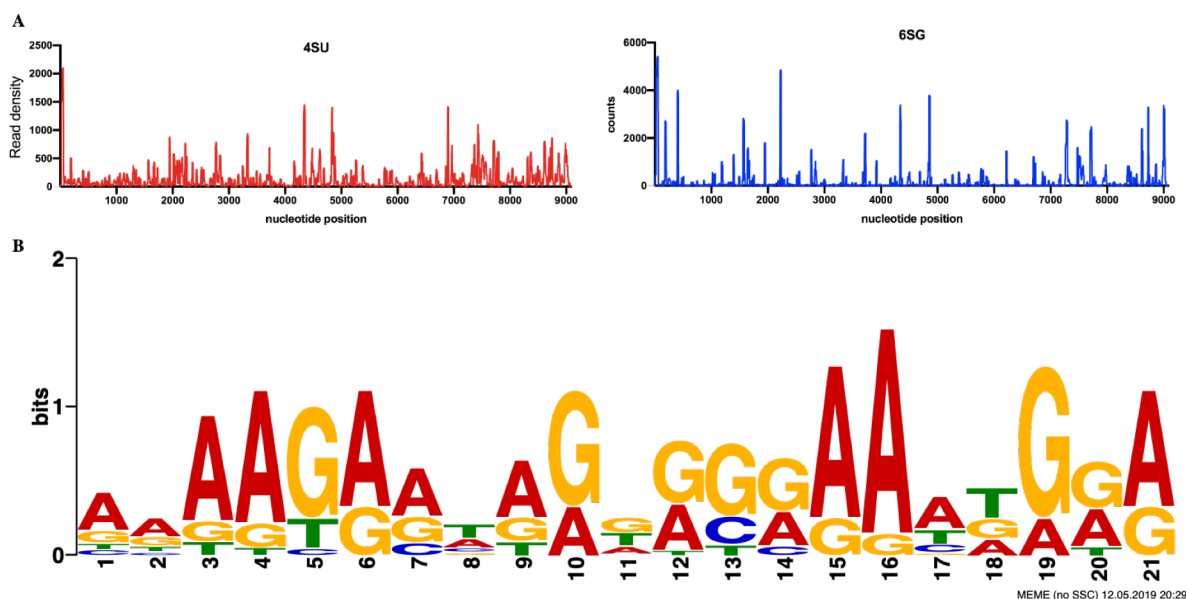 A
4SU
6SG
Read density
2500
2000
1500
1000
500
0
1000 2000 3000 4000 5000 6000 7000 8000 9000
nucleotide position
counts
6000
4000
2000
0
1000 2000 3000 4000 5000 6000 7000 8000 9000
nucleotide position
B
bits
2
1
0
A A A A G A A T A G G G G G A A A T G G A
G G G G T G G A G A T A C A G G T G A A G
T T T T C C C T A T T C C A T
C C
1 2 3 4 5 6 7 8 9 10 11 12 13 14 15 16 17 18 19 20 21
MEME (no SSC) 12.05.2019 20:29